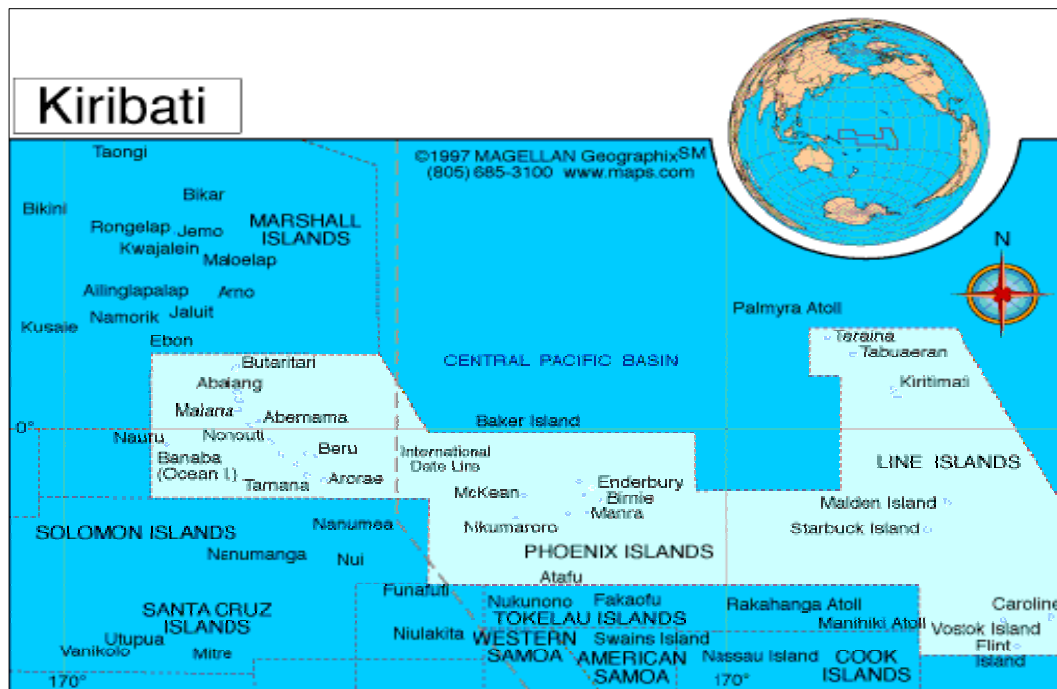 Kiribati
Taongi
©1997 MAGELLAN GeographixSM
(805) 685-3100 www.maps.com
Bikar
Bikini
MARSHALL
ISLANDS
Rongelap
Jemo
Kwajalein
Maloelap
N
Ailinglapalap
Arno
Namorik
Jaluit
Kusaie
Palmyra Atoll
Ebon
Teraina
Tabuaeran
Butaritari
CENTRAL PACIFIC BASIN
Abaiang
Kiritimati
Maiana
Abernama
Baker Island
0°
Nauru
Nonouti
Beru
International
Date Line
Banaba
(Ocean I.)
LINE ISLANDS
Tamana
Arorae
McKean
Enderbury
Birnie
Manra
Malden Island
Nanumea
Nikumaroro
Starbuck Island
SOLOMON ISLANDS
Nanumanga
Nui
PHOENIX ISLANDS
Atafu
Funafuti
Nukunono
Fakaofu
Rakahanga Atoll
Caroline
SANTA CRUZ
ISLANDS
TOKELAU ISLANDS
Manihiki Atoll
Vostok Island
Utupua
Niulakita
WESTERN
SAMOA
Swains Island
Flint
Island
Vanikolo
Mitre
AMERICAN
SAMOA
Nassau Island
COOK
ISLANDS
170°
170°